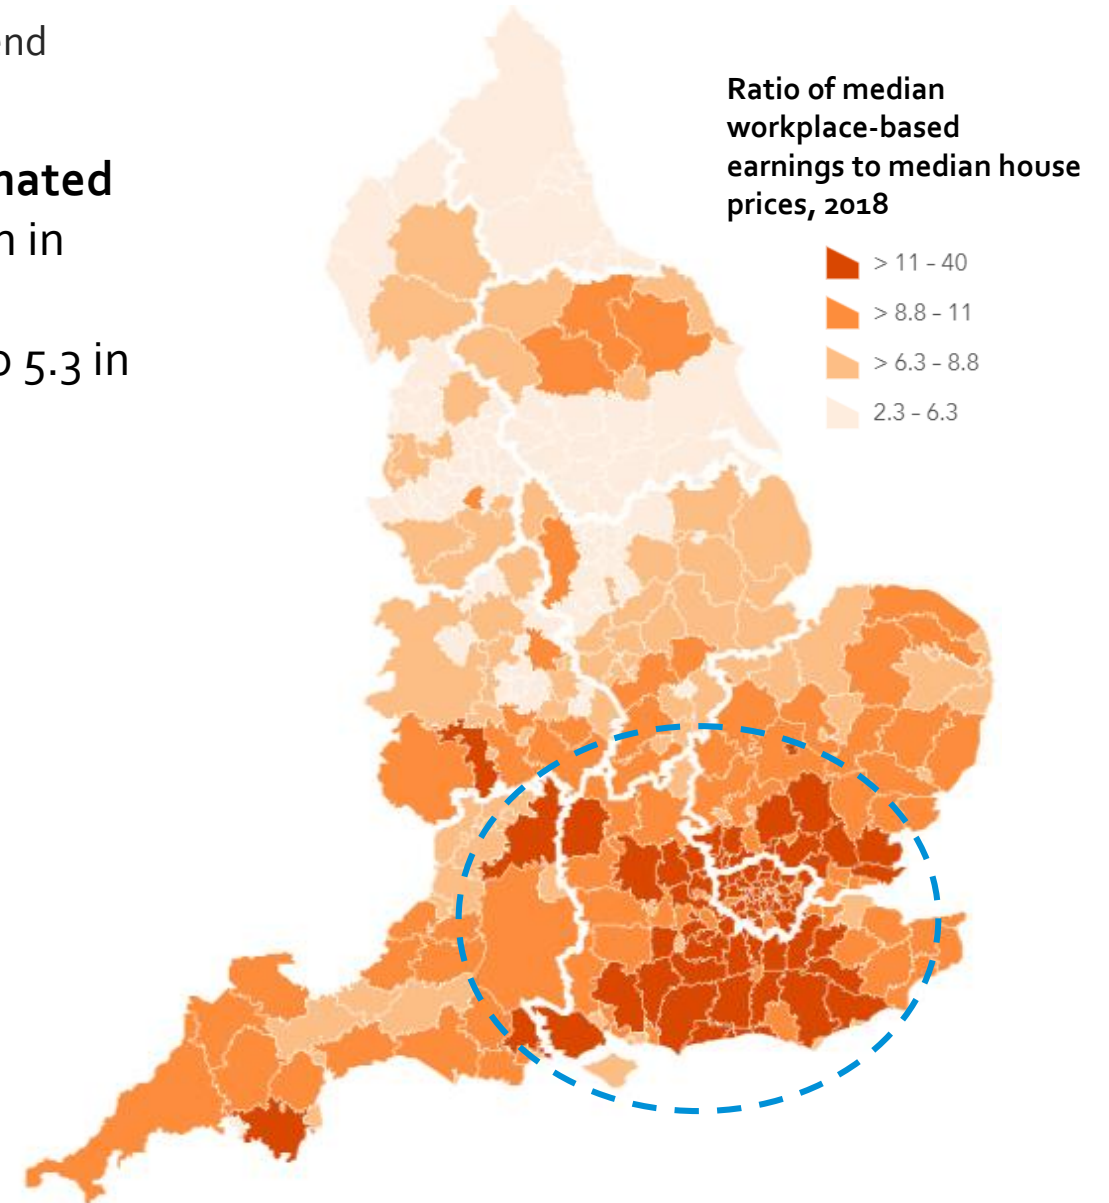 end
nated
n in
o 5.3 in
Ratio of median
workplace-based
earnings to median house
prices, 2018
> 11 – 40
> 8.8 – 11
> 6.3 – 8.8
2.3 – 6.3